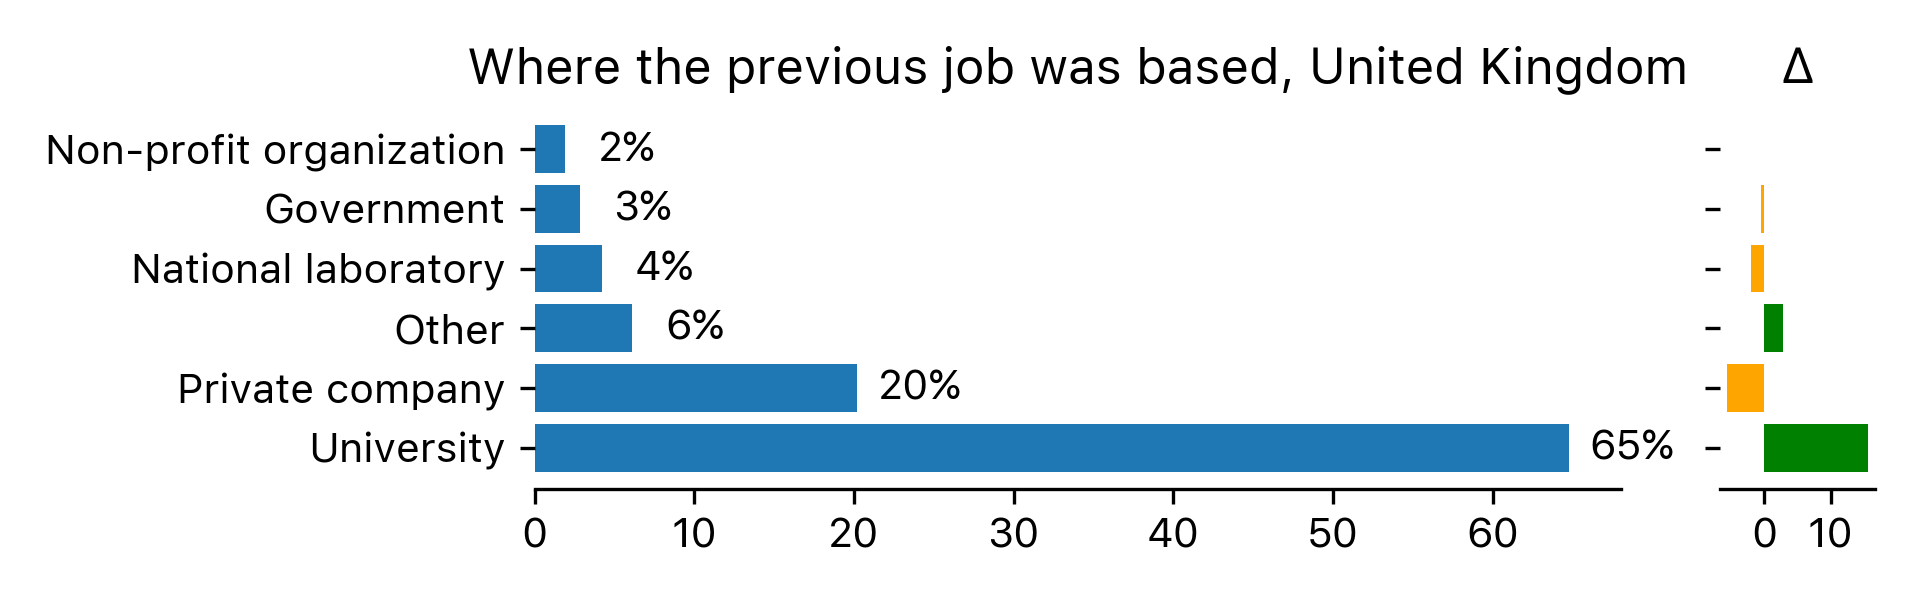 Where the previous job was based, United Kingdom Δ
Non-profit organization 2%
Government 3%
National laboratory 4%
Other 6%
Private company 20%
University 65%
0 10 20 30 40 50 60 0 10